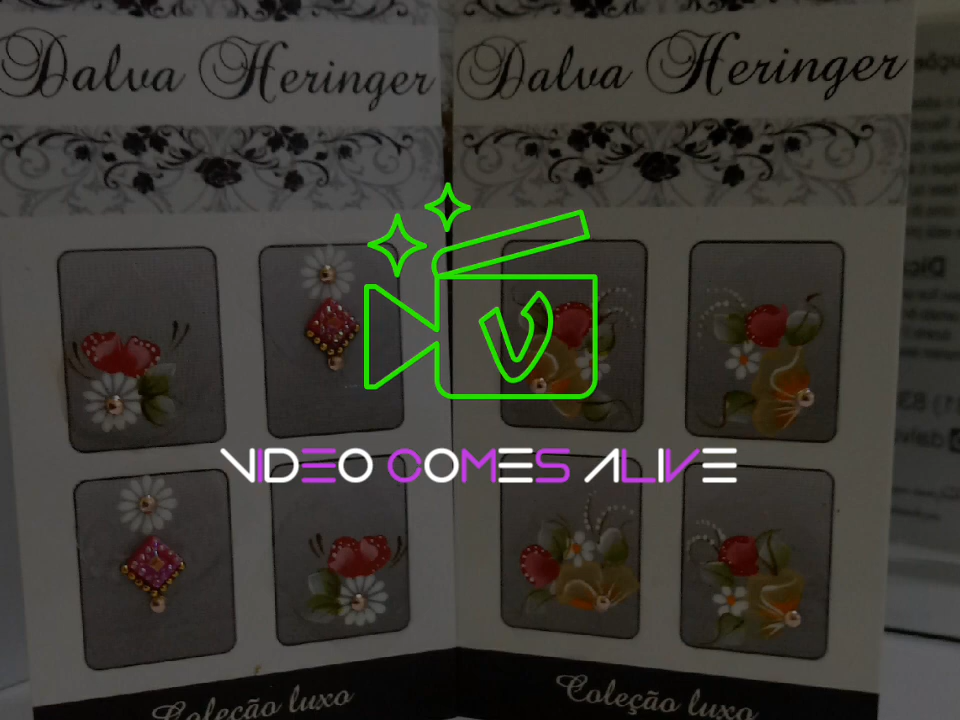 Dalva Heringer
Dalva Heringer
VIDEO COMES ALIVE
Coleção luxo
Coleção luxo